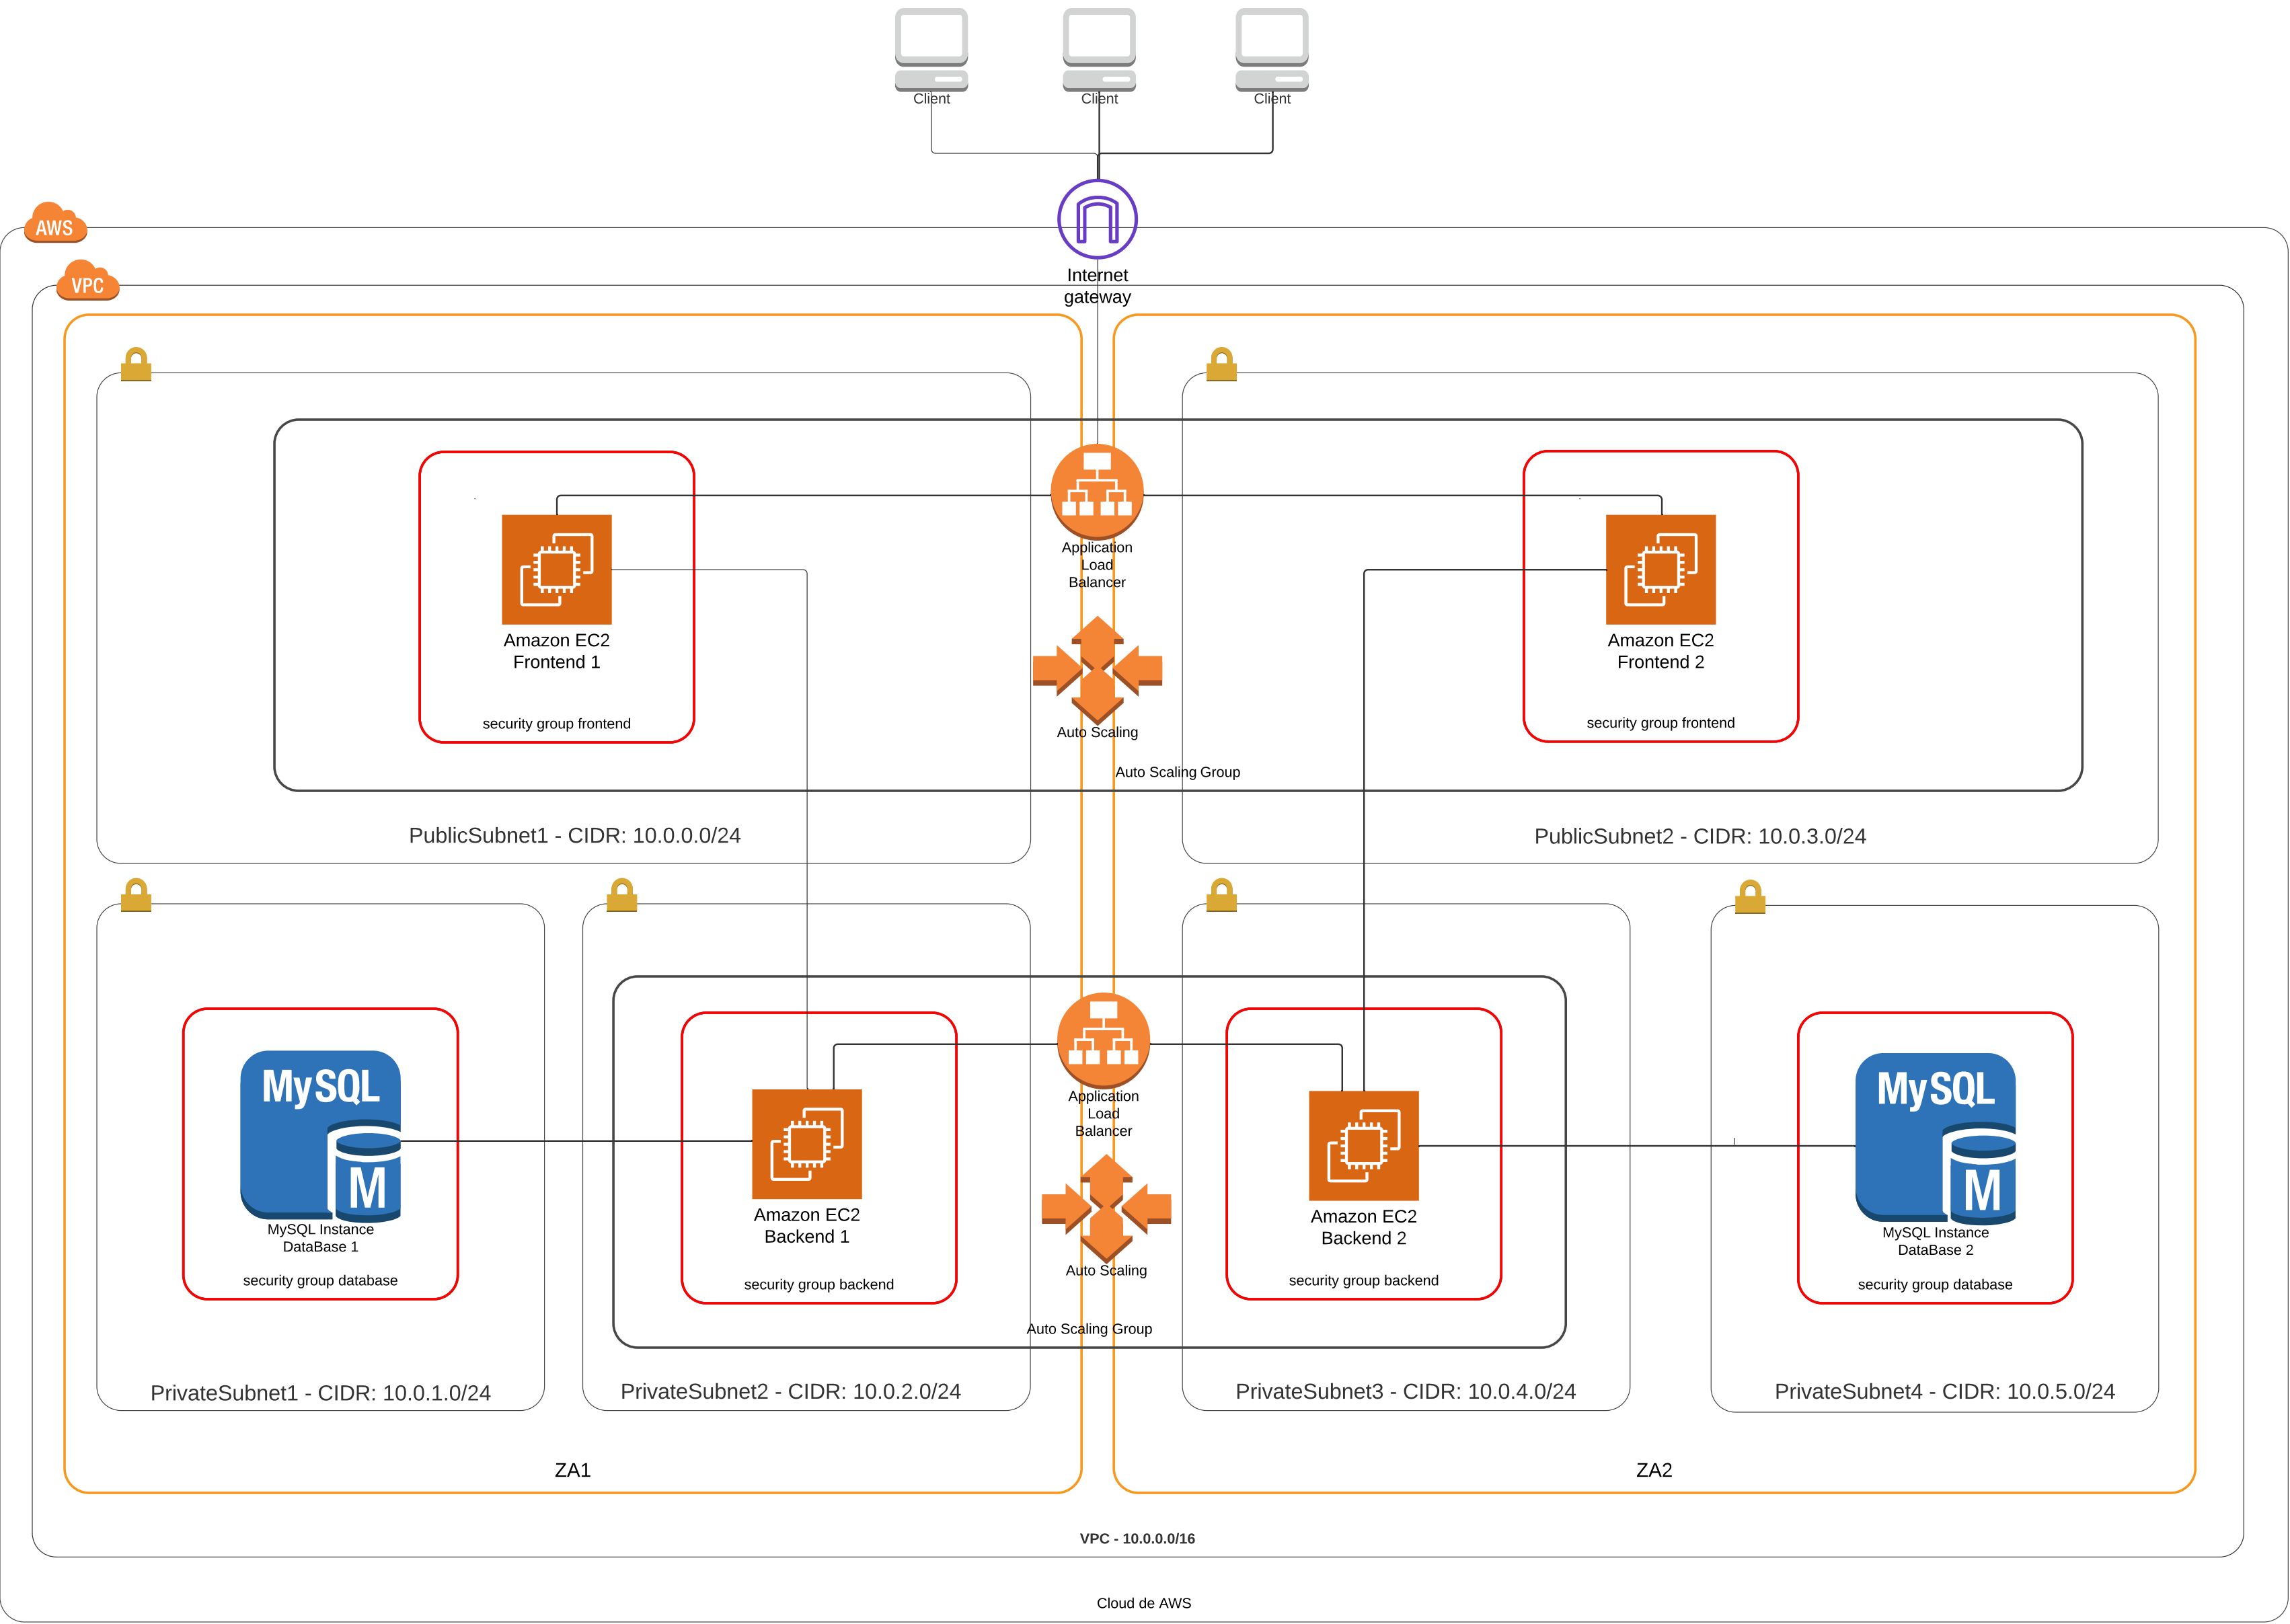 Client
Client
Client
AWS
VPC
Internet
gateway
Application
Load
Balancer
Amazon EC2
Frontend 1
security group frontend
Amazon EC2
Frontend 2
security group frontend
Auto Scaling
Auto Scaling Group
PublicSubnet1 - CIDR: 10.0.0.0/24
PublicSubnet2 - CIDR: 10.0.3.0/24
MySQL
M
MySQL Instance
DataBase 1
security group database
Amazon EC2
Backend 1
security group backend
Application
Load
Balancer
Auto Scaling
Auto Scaling Group
Amazon EC2
Backend 2
security group backend
MySQL
M
MySQL Instance
DataBase 2
security group database
PrivateSubnet1 - CIDR: 10.0.1.0/24
PrivateSubnet2 - CIDR: 10.0.2.0/24
PrivateSubnet3 - CIDR: 10.0.4.0/24
PrivateSubnet4 - CIDR: 10.0.5.0/24
ZA1
ZA2
VPC - 10.0.0.0/16
Cloud de AWS